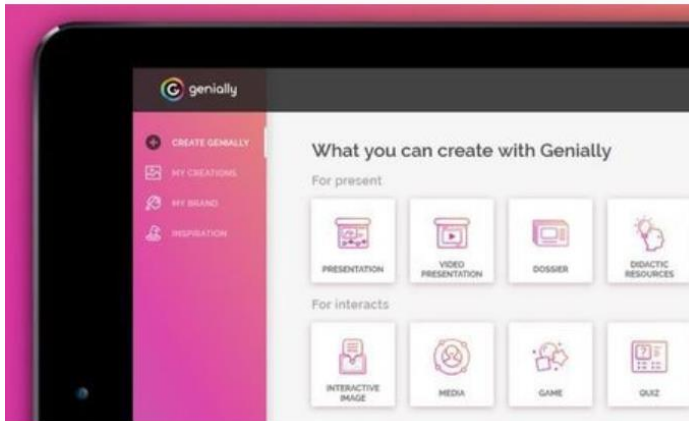 genially
CREATE GENIALLY
MY CREATIONS
MY BRAND
INSPIRATION
What you can create with Genially
For present
PRESENTATION
VIDEO
PRESENTATION
DOSSIER
DIDACTIC
RESOURCES
For interacts
INTERACTIVE
IMAGE
MEDIA
GAME
QUIZ